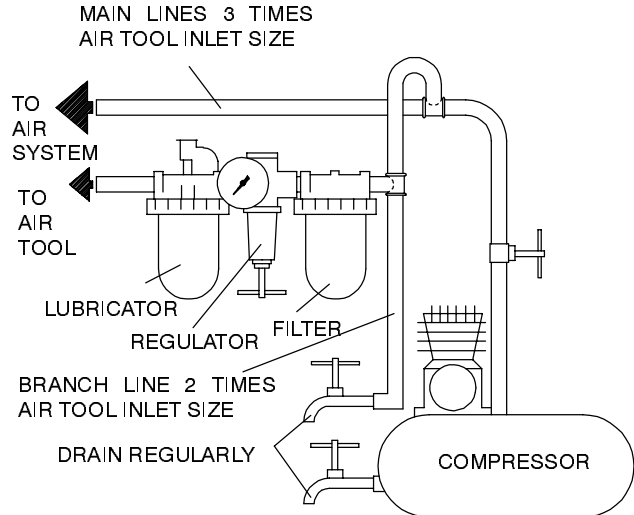 MAIN LINES 3 TIMES
AIR TOOL INLET SIZE
TO
AIR
SYSTEM
TO
AIR
TOOL
LUBRICATOR
REGULATOR
FILTER
BRANCH LINE 2 TIMES
AIR TOOL INLET SIZE
DRAIN REGULARLY
COMPRESSOR